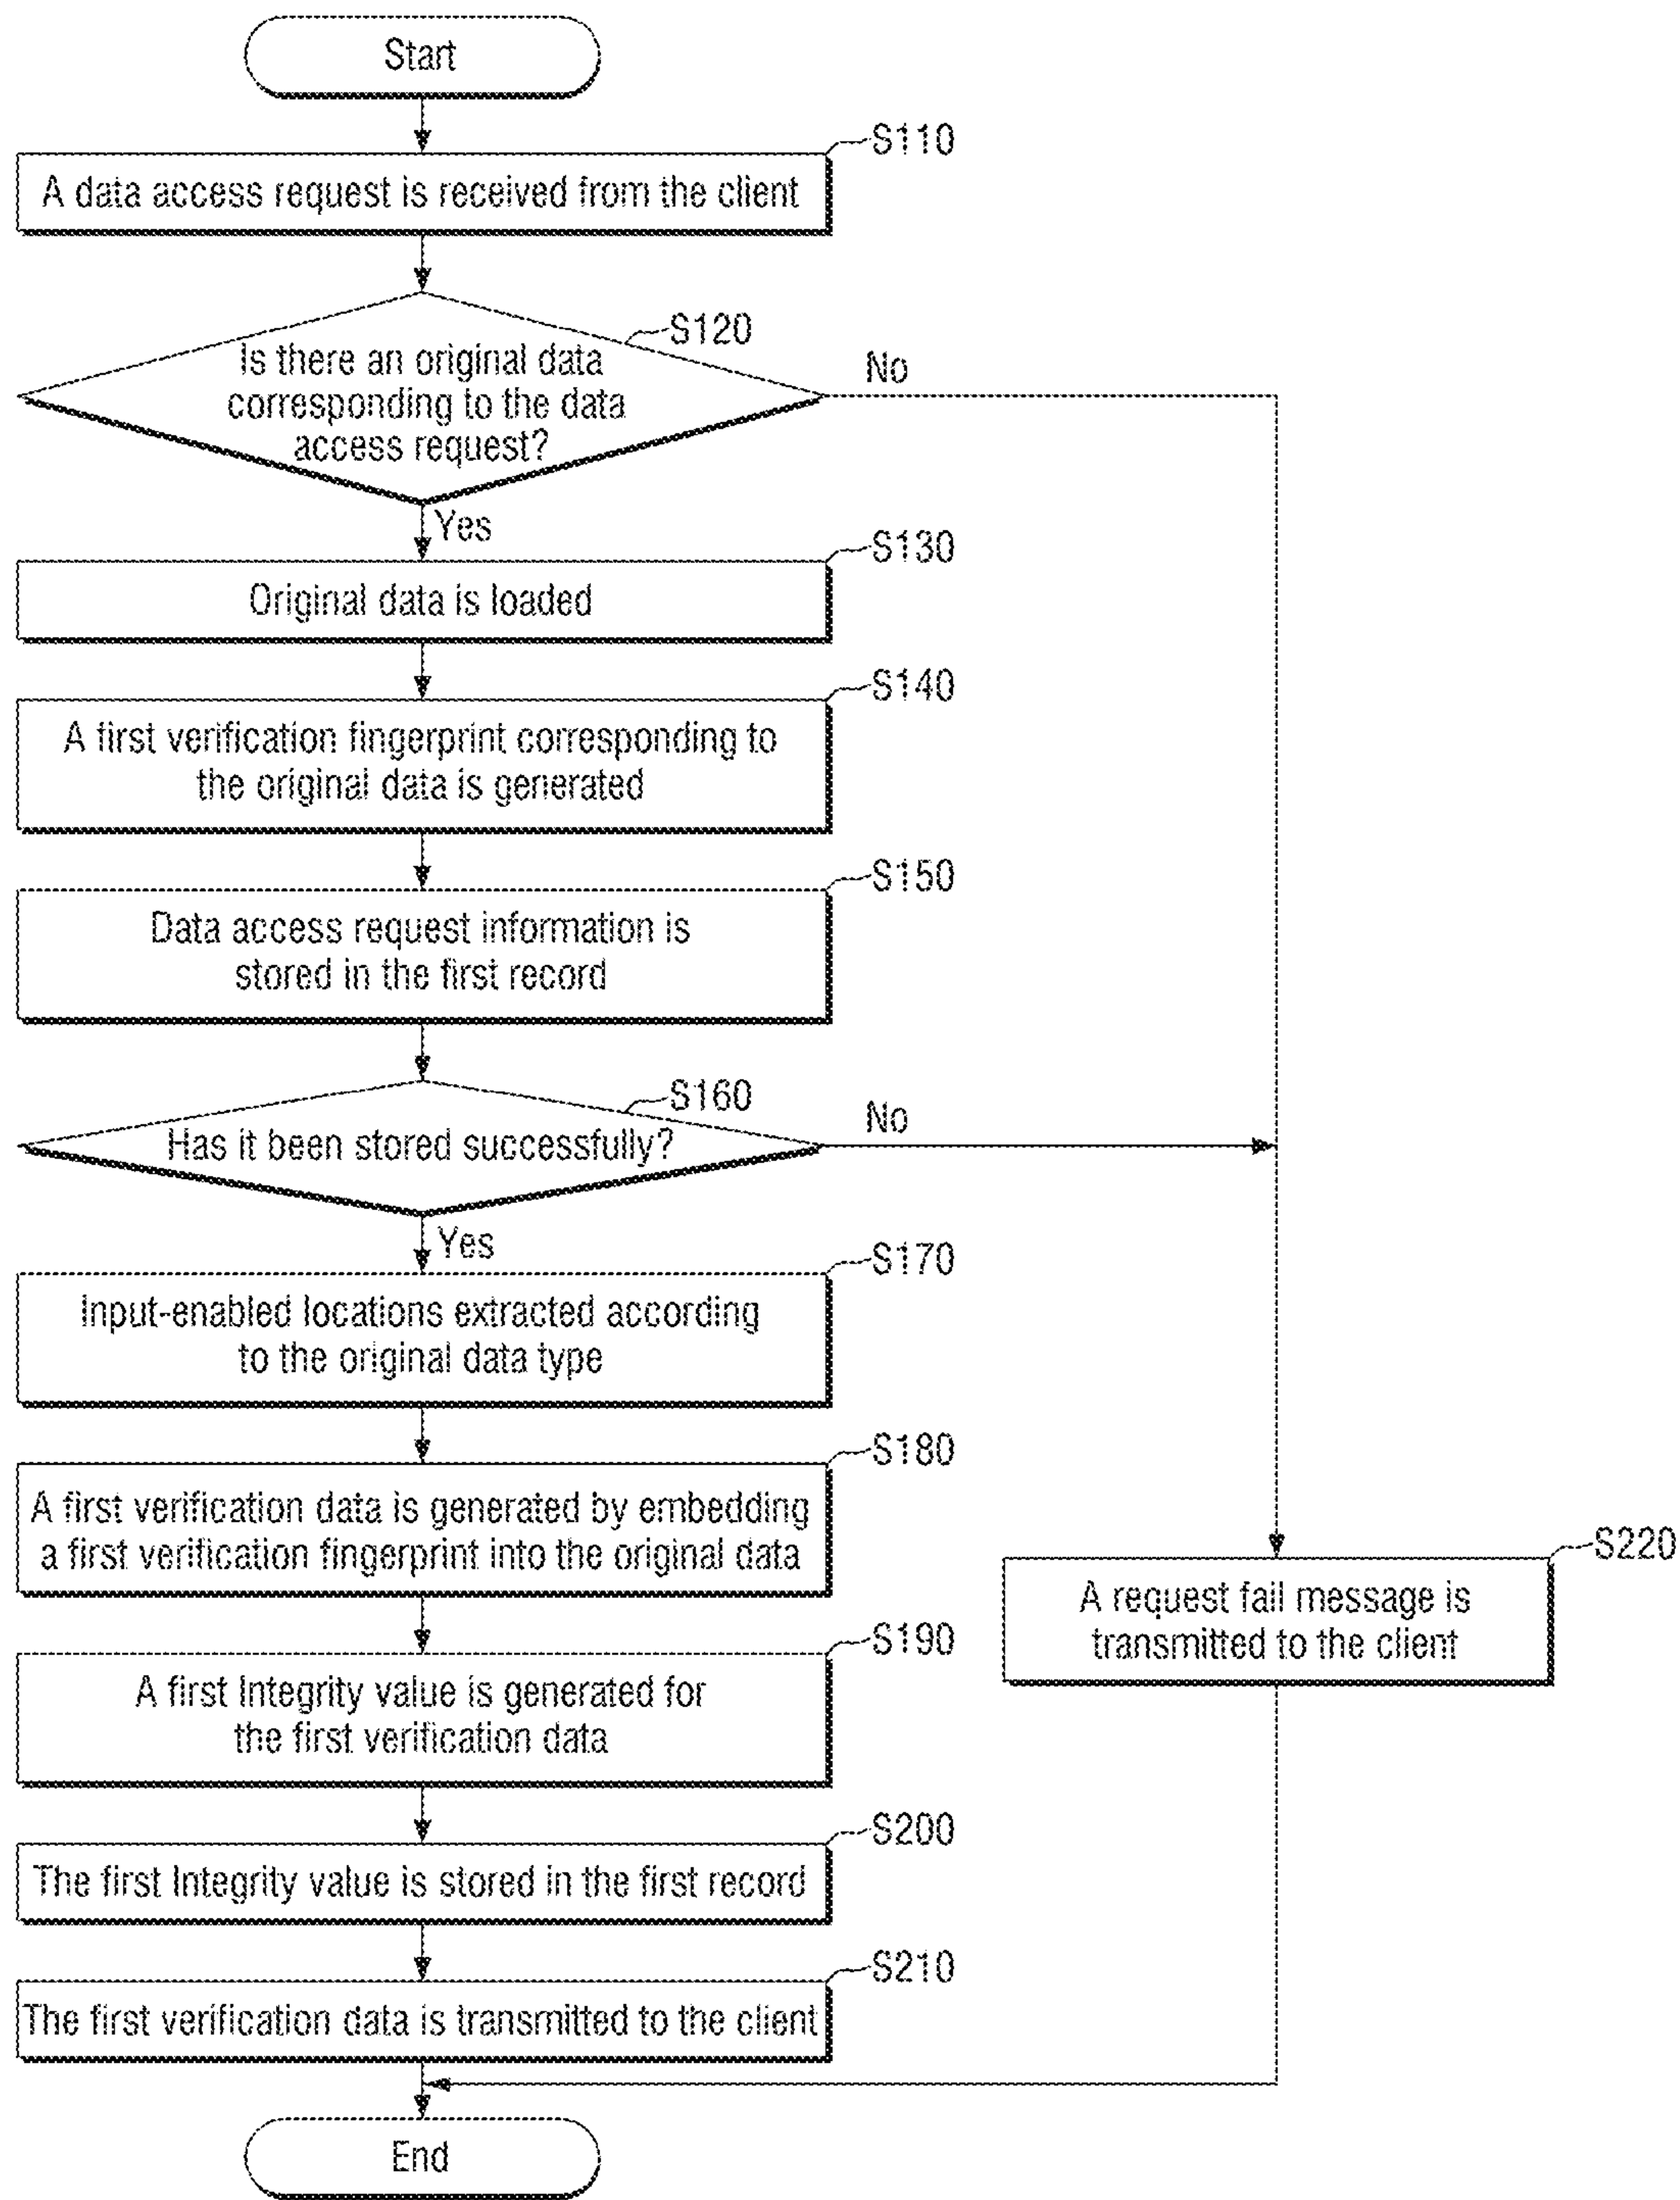 Start
S110
A data access request is received from the client
S120
Is there an original data
corresponding to the data
access request?
No
Yes
S130
Original data is loaded
S140
A first verification fingerprint corresponding to
the original data is generated
S150
Data access request information is
stored in the first record
S160
Has it been stored successfully?
No
Yes
S170
Input-enabled locations extracted according
to the original data type
S180
A first verification data is generated by embedding
a first verification fingerprint into the original data
S220
A request fail message is
transmitted to the client
S190
A first Integrity value is generated for
the first verification data
S200
The first Integrity value is stored in the first record
S210
The first verification data is transmitted to the client
End